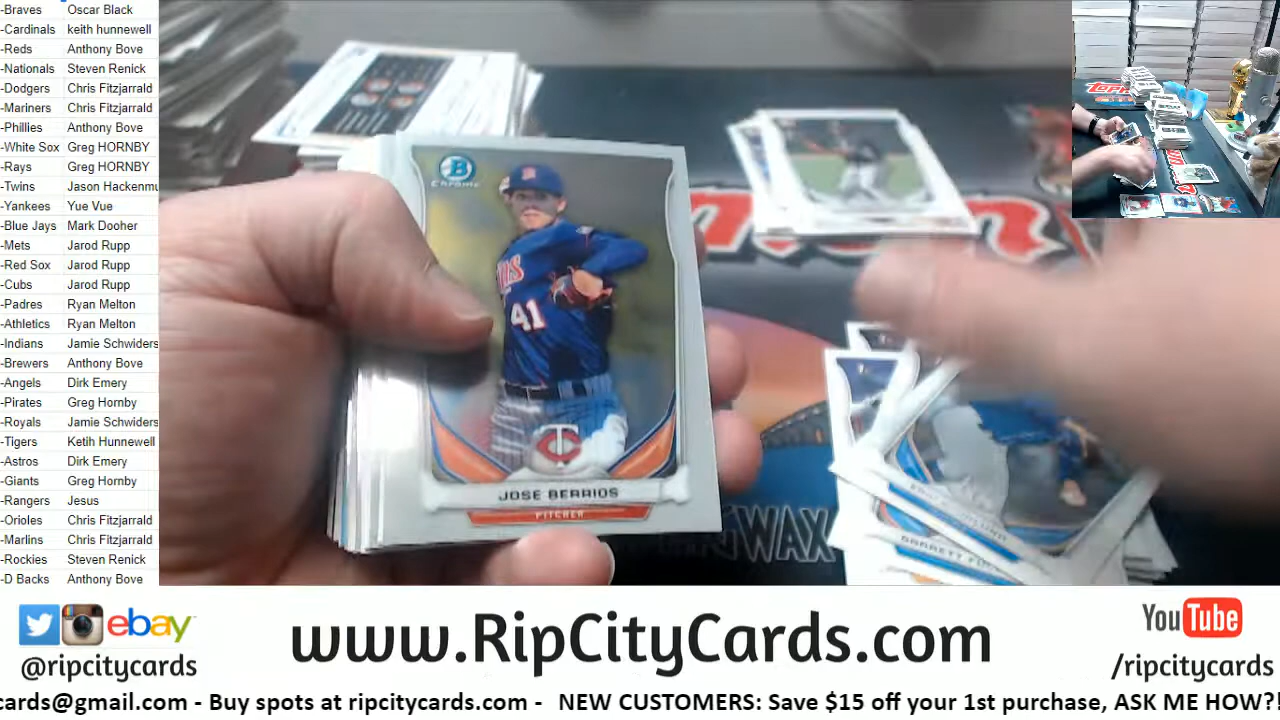 -Braves Oscar Black
-Cardinals keith hunnewell
-Reds Anthony Bove
-Nationals Steven Renick
-Dodgers Chris Fitzjarrald
-Mariners Chris Fitzjarrald
-Phillies Anthony Bove
-White Sox Greg HORNBY
-Rays Greg HORNBY
-Twins Jason Hackenmu
-Yankees Yue Vue
-Blue Jays Mark Dooher
-Mets Jarod Rupp
-Red Sox Jarod Rupp
-Cubs Jarod Rupp
-Padres Ryan Melton
-Athletics Ryan Melton
-Indians Jamie Schwiders
-Brewers Anthony Bove
-Angels Dirk Emery
-Pirates Greg Hornby
-Royals Jamie Schwiders
-Tigers Ketih Hunnewell
-Astros Dirk Emery
-Giants Greg Hornby
-Rangers Jesus
-Orioles Chris Fitzjarrald
-Marlins Chris Fitzjarrald
-Rockies Steven Renick
-D Backs Anthony Bove
B
CHROME
41
TC
JOSE BERRIOS
PITCHER
GARRETT
WAX
TOPPS
ebay
@ripcitycards
www.RipCityCards.com
YouTube
/ripcitycards
cards@gmail.com - Buy spots at ripcitycards.com - NEW CUSTOMERS: Save $15 off your 1st purchase, ASK ME HOW?!